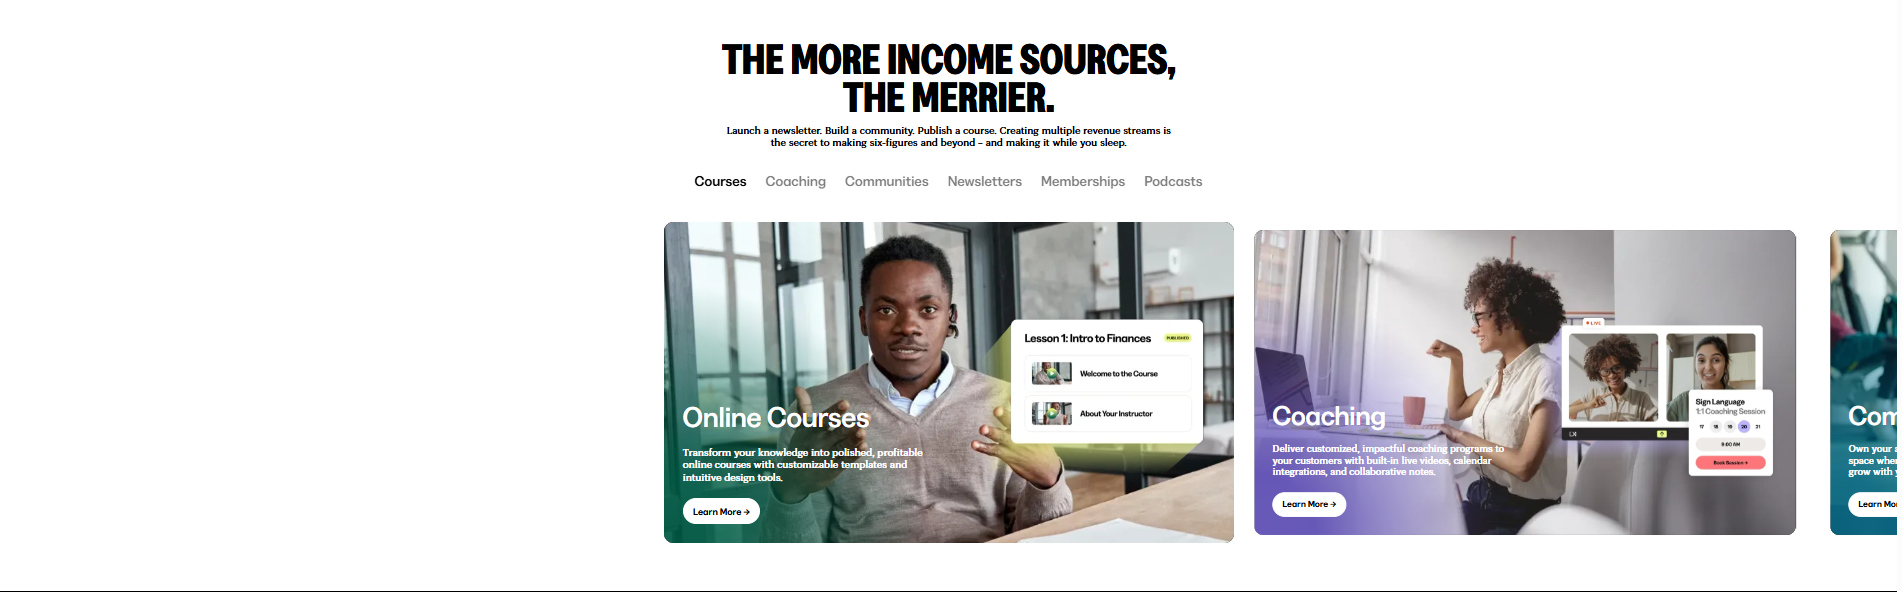 THE MORE INCOME SOURCES,
THE MERRIER.
Launch a newsletter. Build a community. Publish a course. Creating multiple revenue streams is
the secret to making six-figures and beyond – and making it while you sleep.
Courses Coaching Communities Newsletters Memberships Podcasts
Lesson 1: Intro to Finances PUBLISHED
Welcome to the Course
About Your Instructor
Online Courses
Transform your knowledge into polished, profitable
online courses with customizable templates and
intuitive design tools.
Learn More →
LIVE
Sign Language
1:1 Coaching Session
17 18 19 20 21
9:00 AM
Book Session →
Coaching
Deliver customized, impactful coaching programs to
your customers with built-in live videos, calendar
integrations, and collaborative notes.
Learn More →
Com
Own your
space whe
grow with
Learn Mo